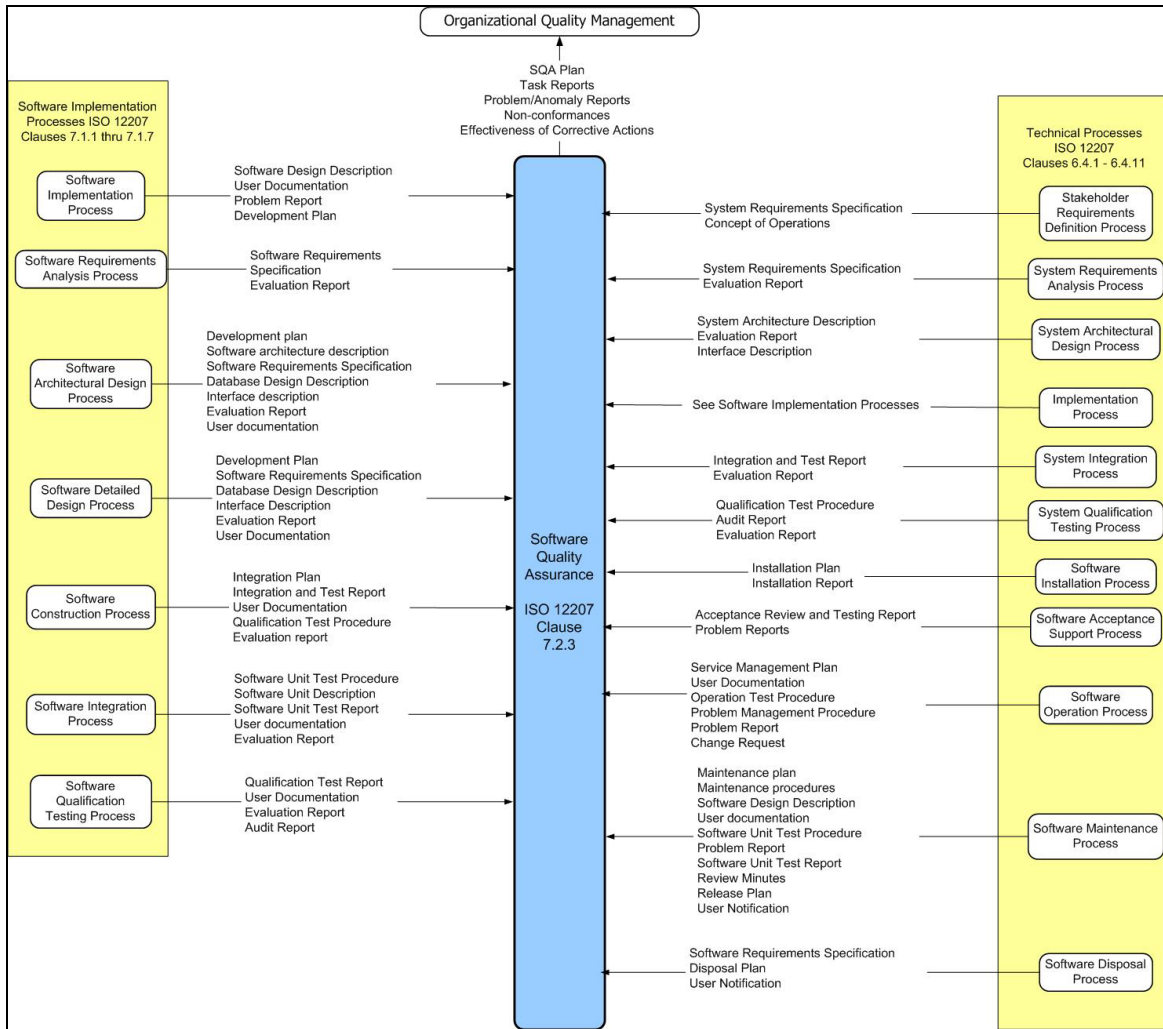 Organizational Quality Management
SQA Plan
Task Reports
Problem/Anomaly Reports
Non-conformances
Effectiveness of Corrective Actions
Software Implementation
Processes ISO 12207
Clauses 7.1.1 thru 7.1.7
Software
Implementation
Process
Software Design Description
User Documentation
Problem Report
Development Plan
Software Requirements
Analysis Process
Software Requirements
Specification
Evaluation Report
Software
Architectural Design
Process
Development plan
Software architecture description
Software Requirements Specification
Database Design Description
Interface description
Evaluation Report
User documentation
Software Detailed
Design Process
Development Plan
Software Requirements Specification
Database Design Description
Interface Description
Evaluation Report
User Documentation
Software
Construction Process
Integration Plan
Integration and Test Report
User Documentation
Qualification Test Procedure
Evaluation report
Software Integration
Process
Software Unit Test Procedure
Software Unit Description
Software Unit Test Report
User documentation
Evaluation Report
Software
Qualification
Testing Process
Qualification Test Report
User Documentation
Evaluation Report
Audit Report
Software
Quality
Assurance
ISO 12207
Clause
7.2.3
Technical Processes
ISO 12207
Clauses 6.4.1 - 6.4.11
System Requirements Specification
Concept of Operations
Stakeholder
Requirements
Definition Process
System Requirements Specification
Evaluation Report
System Requirements
Analysis Process
System Architecture Description
Evaluation Report
Interface Description
System Architectural
Design Process
See Software Implementation Processes
Implementation
Process
Integration and Test Report
Evaluation Report
System Integration
Process
Qualification Test Procedure
Audit Report
Evaluation Report
System Qualification
Testing Process
Installation Plan
Installation Report
Software
Installation Process
Acceptance Review and Testing Report
Problem Reports
Software Acceptance
Support Process
Service Management Plan
User Documentation
Operation Test Procedure
Problem Management Procedure
Problem Report
Change Request
Software
Operation Process
Maintenance plan
Maintenance procedures
Software Design Description
User documentation
Software Unit Test Procedure
Problem Report
Software Unit Test Report
Review Minutes
Release Plan
User Notification
Software Maintenance
Process
Software Requirements Specification
Disposal Plan
User Notification
Software Disposal
Process